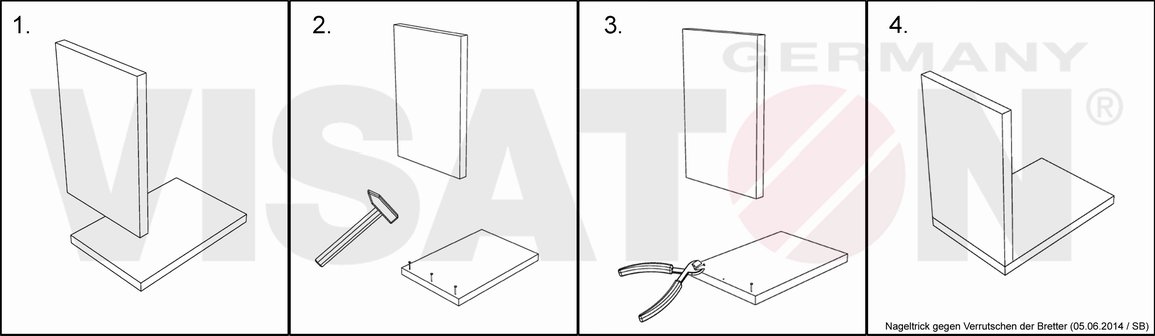 1.
2.
3.
4.
GERMANY
VISATON®
Nageltrick gegen Verrutschen der Bretter (05.06.2014 / SB)